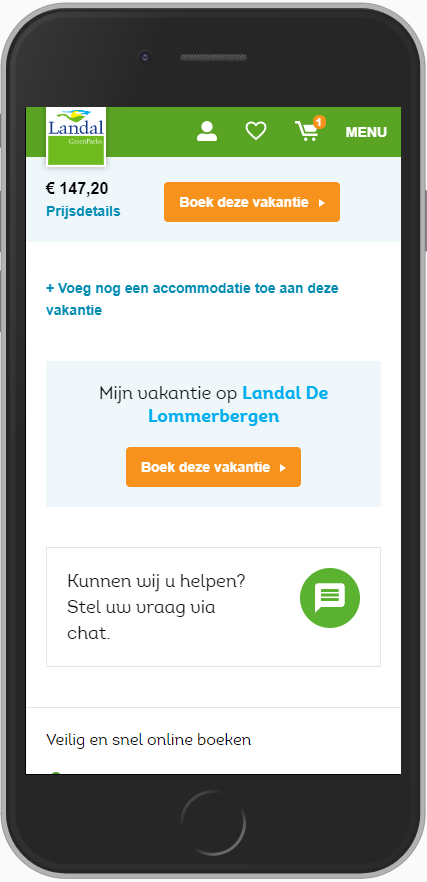 Landal
GreenParks
1
MENU
€ 147,20
Prijsdetails
Boek deze vakantie
+ Voeg nog een accommodatie toe aan deze
vakantie
Mijn vakantie op Landal De
Lommerbergen
Boek deze vakantie
Kunnen wij u helpen?
Stel uw vraag via
chat.
Veilig en snel online boeken